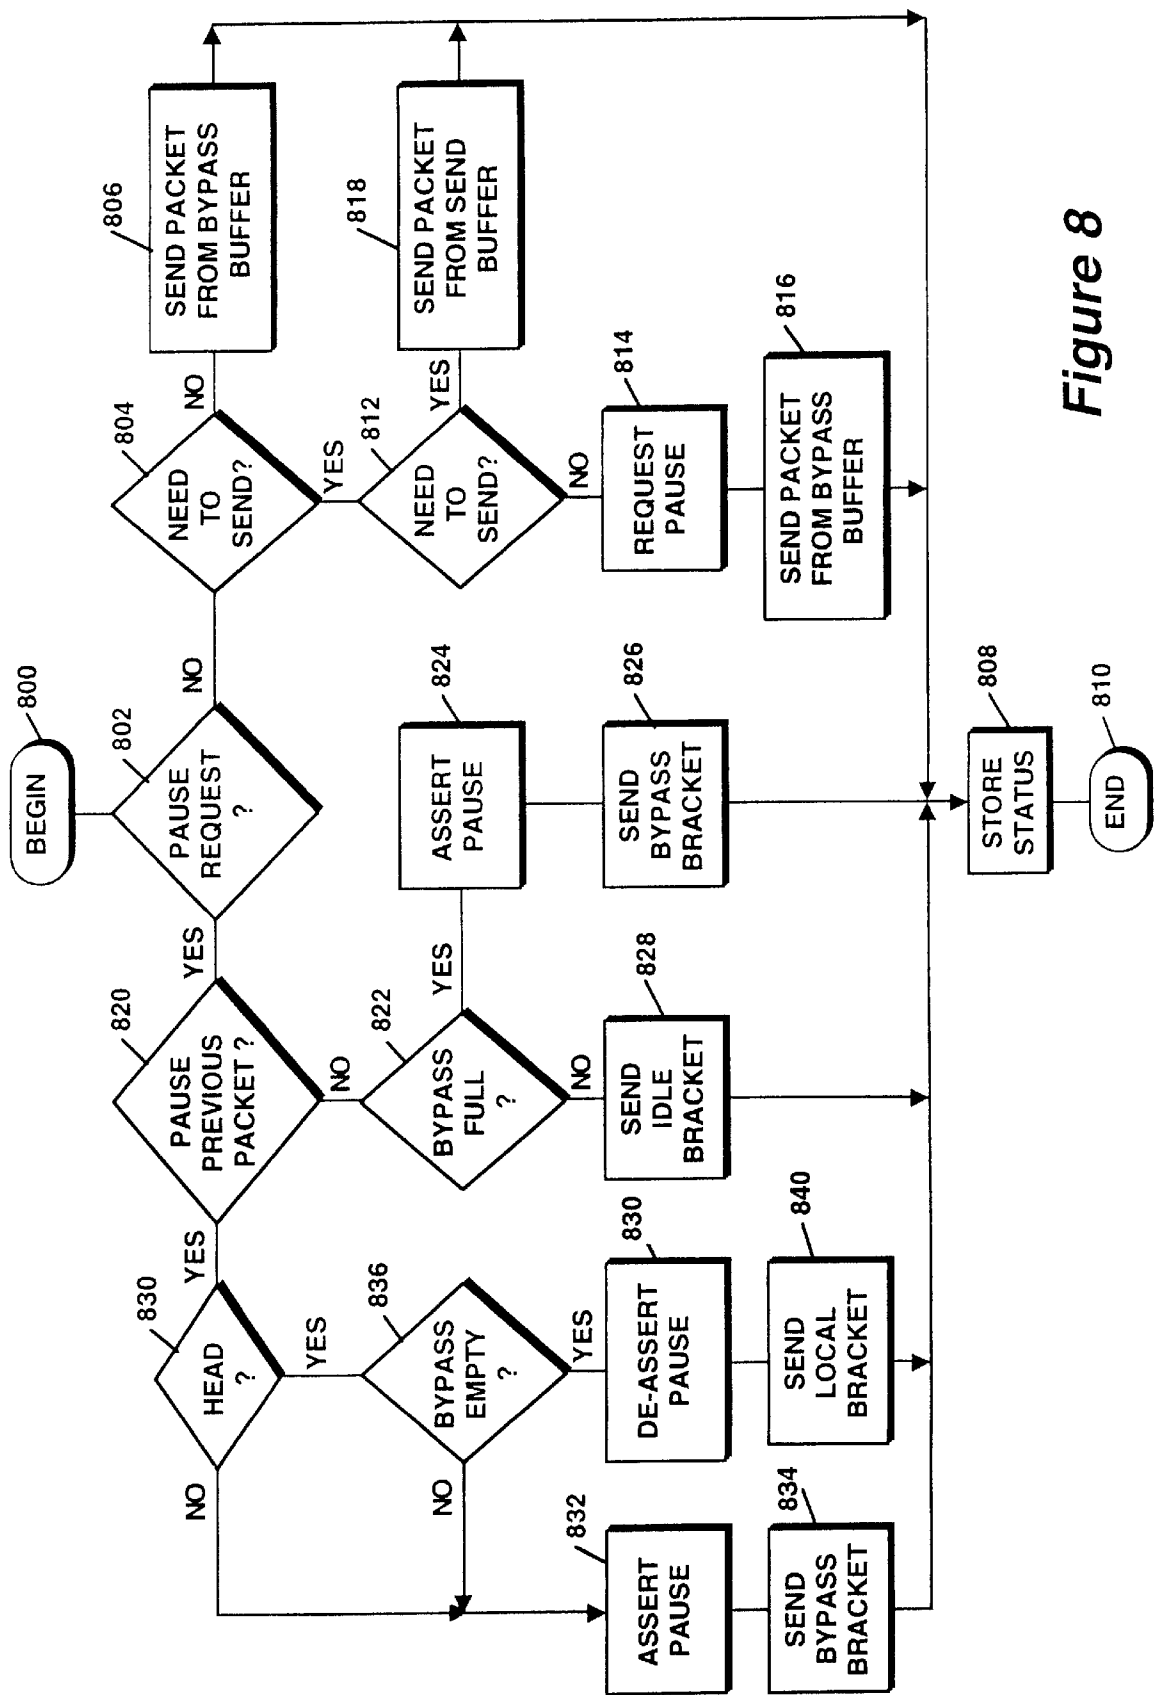 BEGIN
800
PAUSE
REQUEST
?
802
YES
NO
PAUSE
PREVIOUS
PACKET?
820
YES
NO
HEAD
?
830
NO
YES
NEED
TO
SEND?
804
NO
YES
SEND PACKET
FROM BYPASS
BUFFER
806
BYPASS
EMPTY
?
836
NO
YES
BYPASS
FULL
?
822
YES
NO
ASSERT
PAUSE
824
NEED
TO
SEND?
812
YES
NO
SEND PACKET
FROM SEND
BUFFER
818
ASSERT
PAUSE
832
DE-ASSERT
PAUSE
830
SEND
IDLE
BRACKET
828
SEND
BYPASS
BRACKET
826
REQUEST
PAUSE
814
SEND
BYPASS
BRACKET
834
SEND
LOCAL
BRACKET
840
SEND PACKET
FROM BYPASS
BUFFER
816
STORE
STATUS
808
END
810
Figure 8